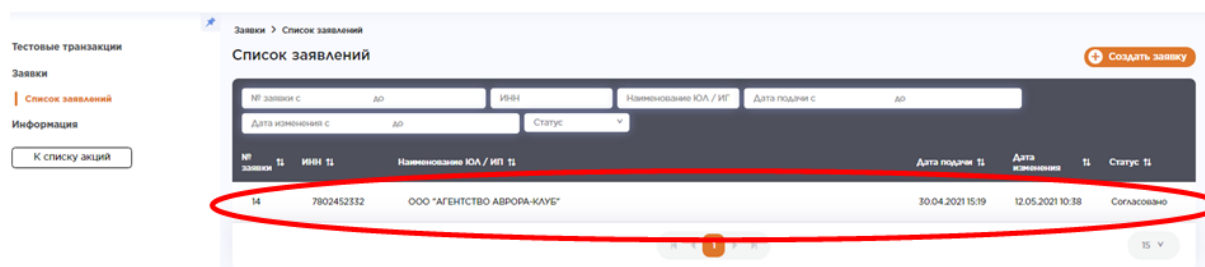 Заявки > Список заявлений
Тестовые транзакции
Список заявлений
Создать заявку
Заявки
Список заявлений
№ заявки с до ИНН Наименование ЮЛ / ИГ Дата подачи с до
Информация
Дата изменения с до Статус
К списку акций
№ заявки ИНН Наименование ЮЛ / ИП Дата подачи Дата изменения Статус
14 7802452332 ООО "АГЕНТСТВО АВРОРА-КЛУБ" 30.04.2021 15:19 12.05.2021 10:38 Согласовано
1 15